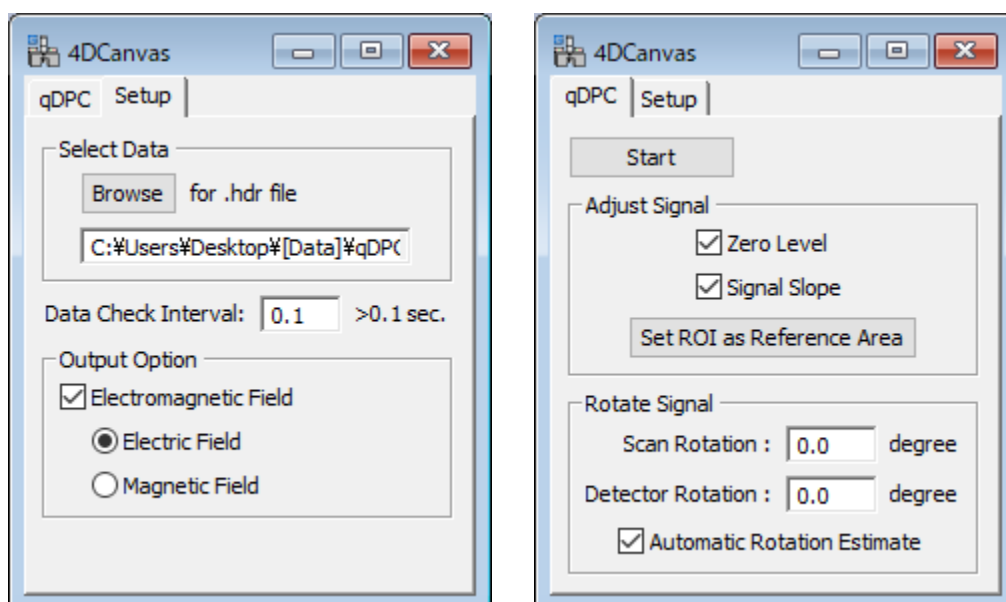 4DCanvas
qDPC Setup
Select Data
Browse for .hdr file
C:¥Users¥Desktop¥[Data]¥qDPC
Data Check Interval: 0.1 >0.1 sec.
Output Option
Electromagnetic Field
Electric Field
Magnetic Field
4DCanvas
qDPC Setup
Start
Adjust Signal
Zero Level
Signal Slope
Set ROI as Reference Area
Rotate Signal
Scan Rotation : 0.0 degree
Detector Rotation : 0.0 degree
Automatic Rotation Estimate